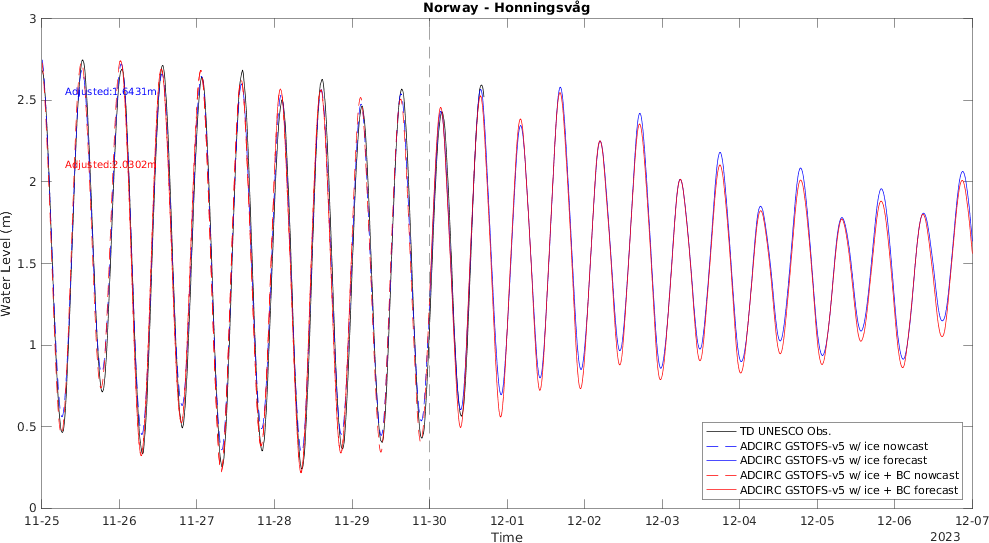 Norway - Honningsvåg
3
2.5
2
1.5
1
0.5
0
Water Level (m)
Adjusted:1.6431m
Adjusted:2.0302m
TD UNESCO Obs.
ADCIRC GSTOFS-v5 w/ ice nowcast
ADCIRC GSTOFS-v5 w/ ice forecast
ADCIRC GSTOFS-v5 w/ ice + BC nowcast
ADCIRC GSTOFS-v5 w/ ice + BC forecast
11-25 11-26 11-27 11-28 11-29 11-30 12-01 12-02 12-03 12-04 12-05 12-06 12-07
Time
2023